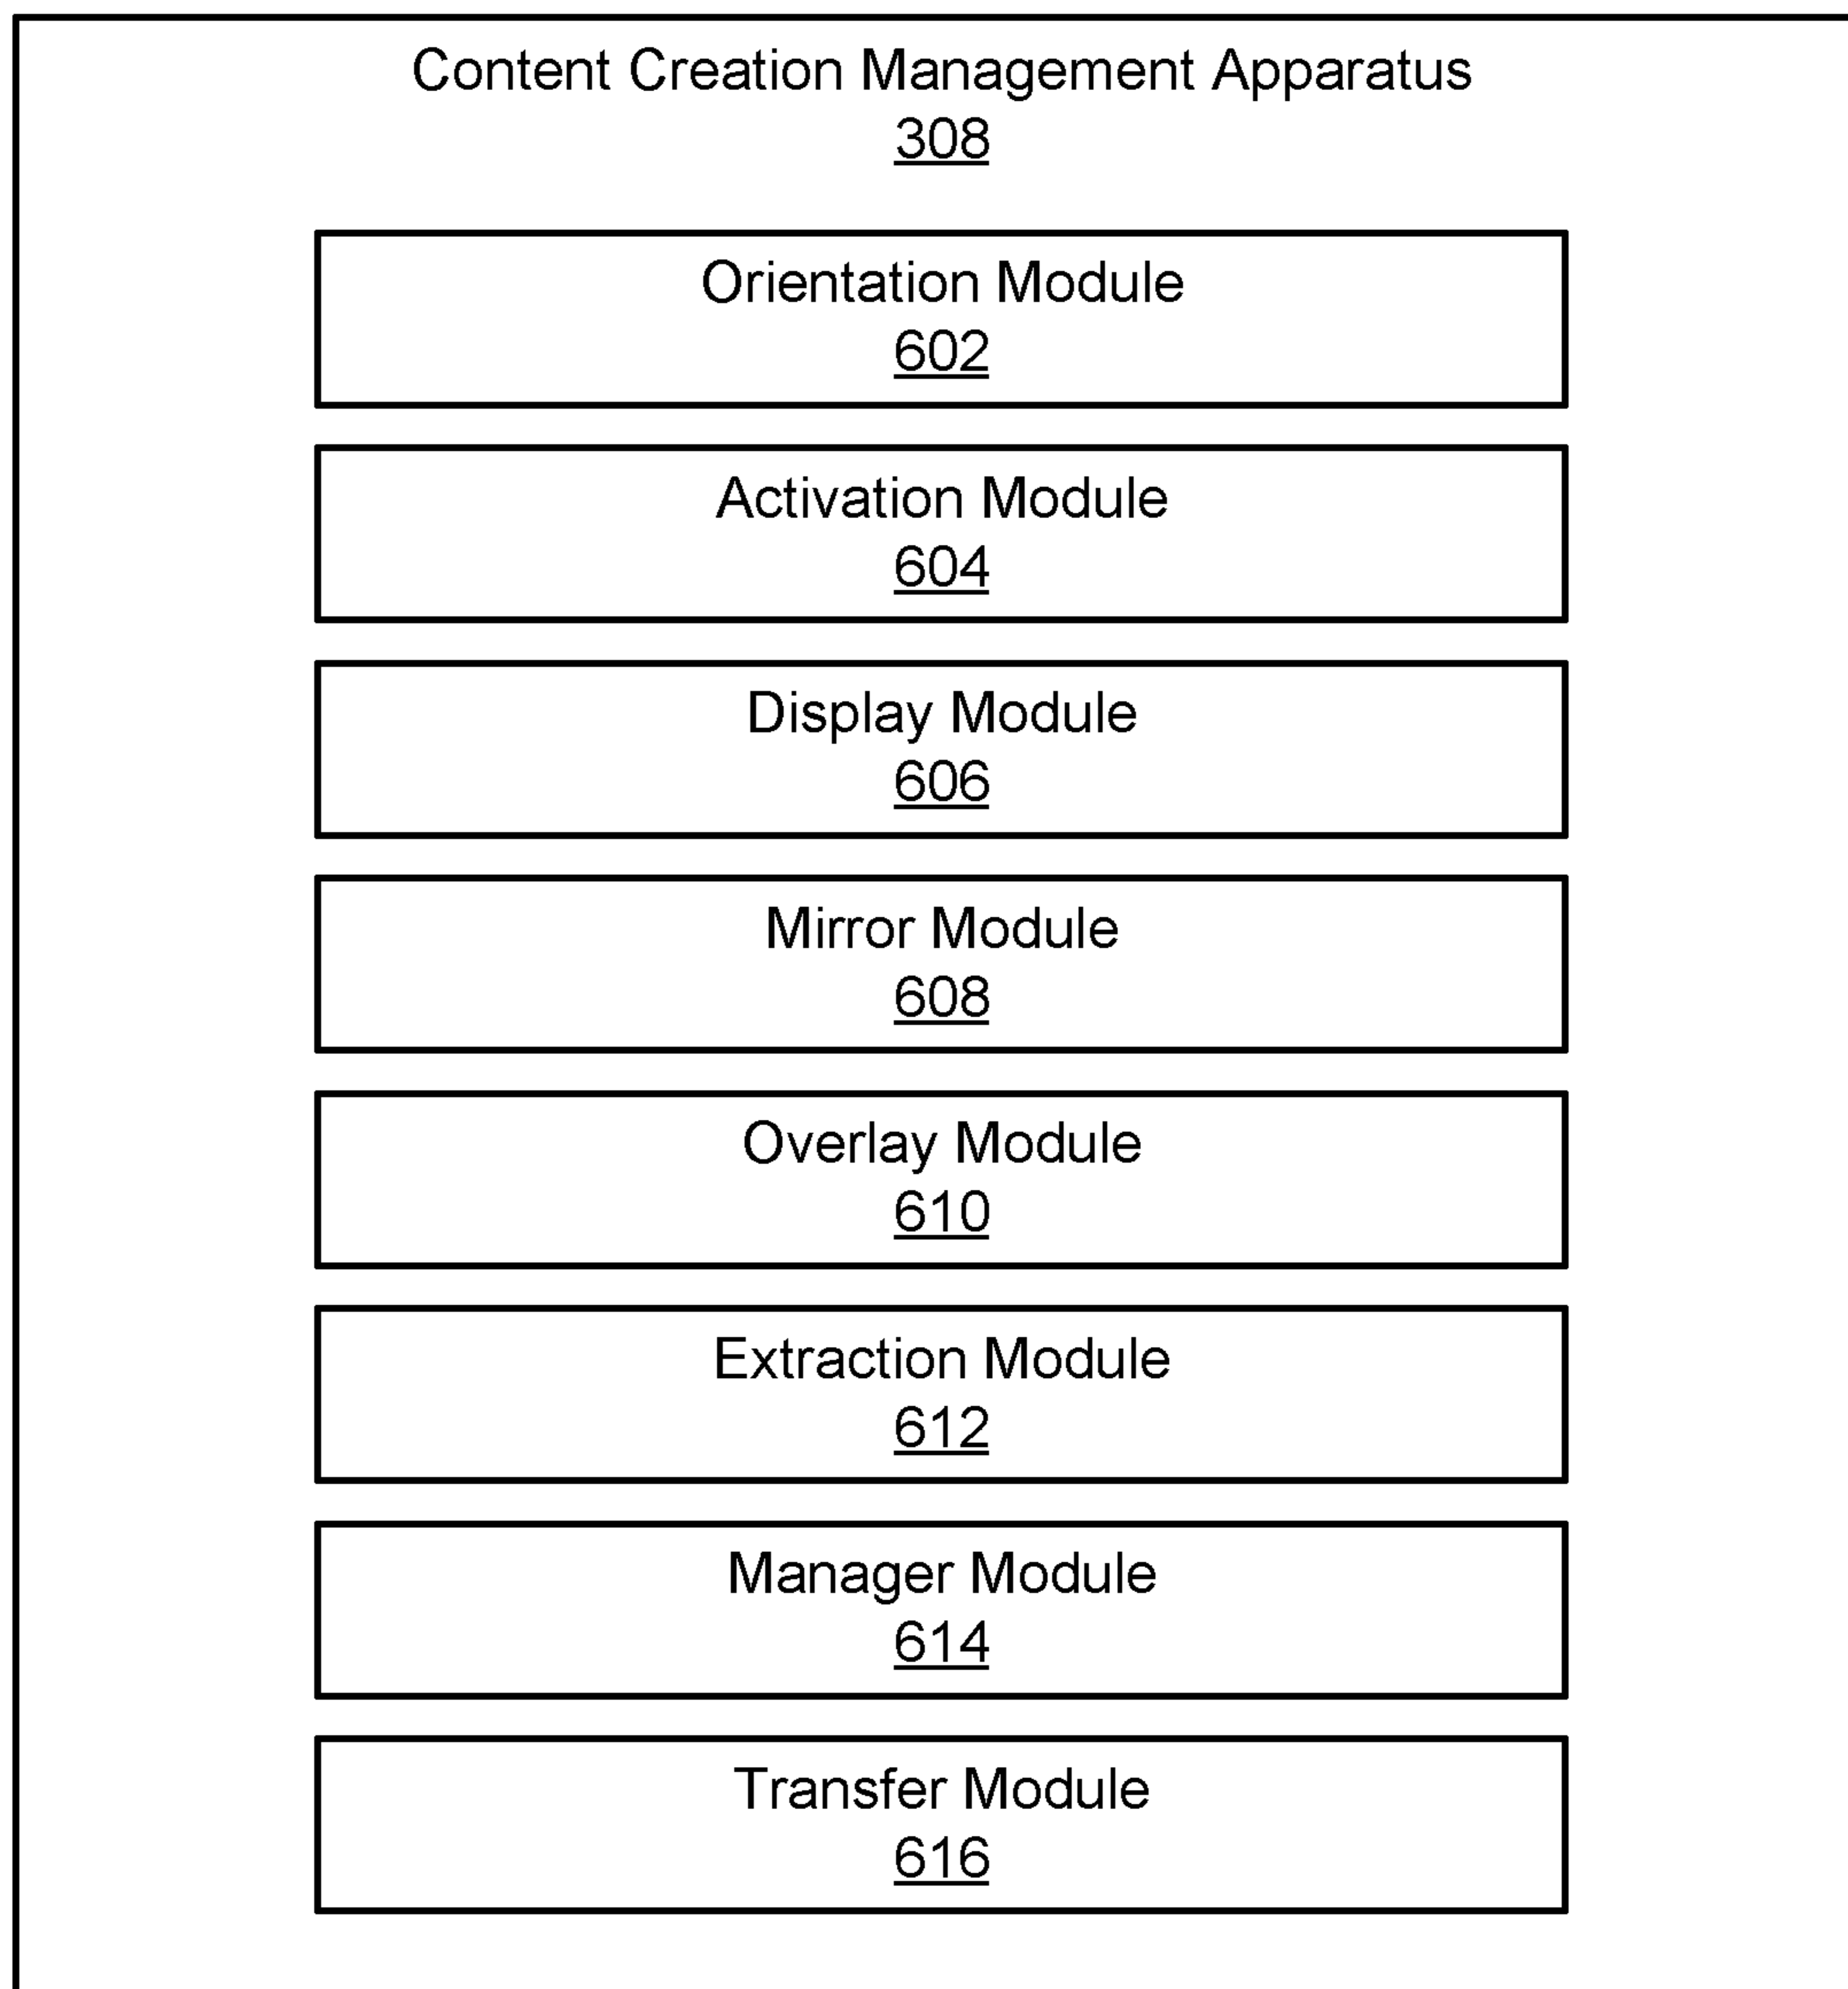 Content Creation Management Apparatus
308
Orientation Module
602
Activation Module
604
Display Module
606
Mirror Module
608
Overlay Module
610
Extraction Module
612
Manager Module
614
Transfer Module
616